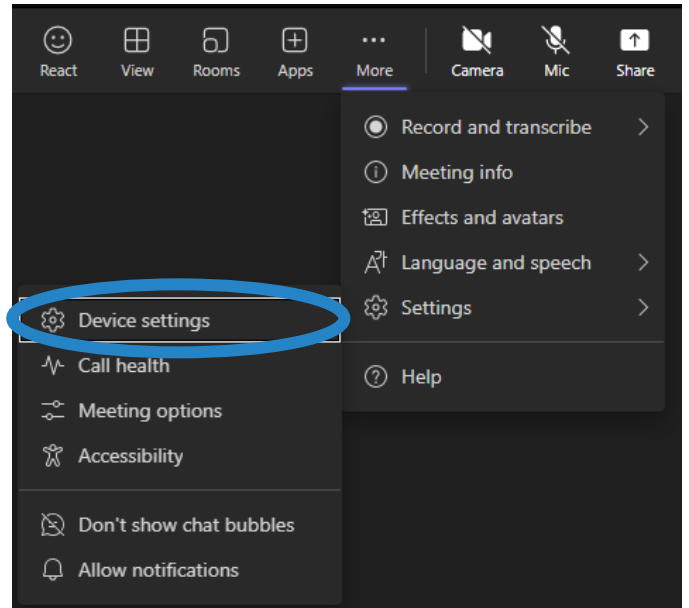 React View Rooms Apps More Camera Mic Share
Record and transcribe
Meeting info
Effects and avatars
Language and speech
Settings
Help
Device settings
Call health
Meeting options
Accessibility
Don't show chat bubbles
Allow notifications